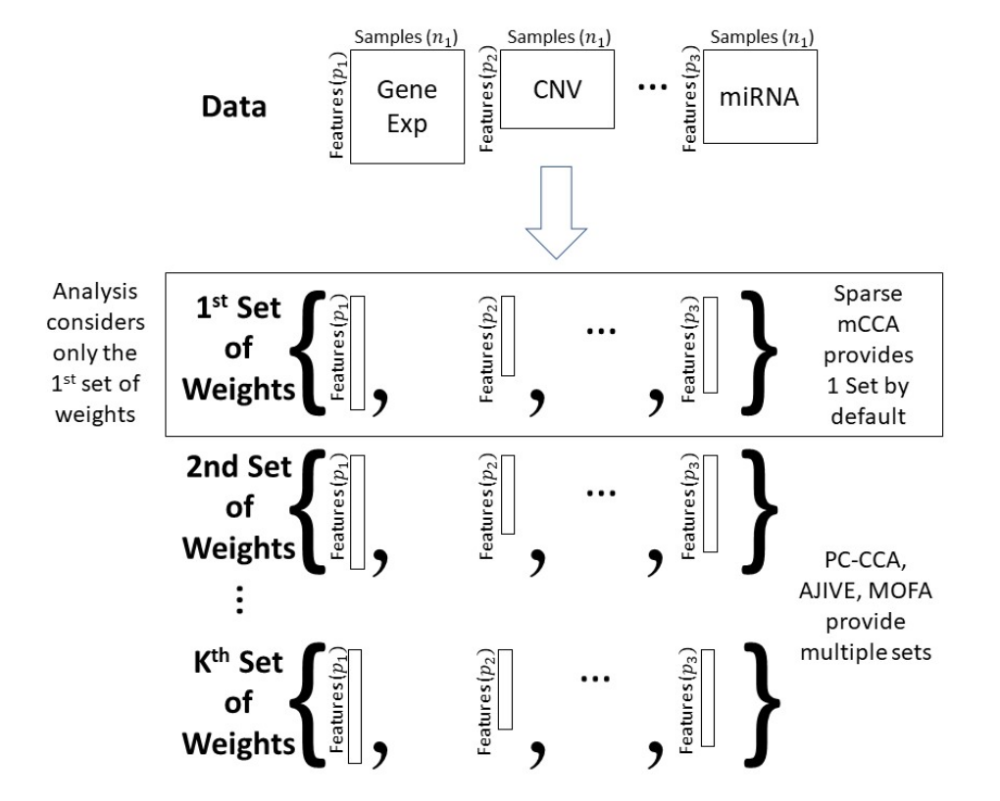 Samples (n₁) Samples (n₁) Samples (n₁)
Features(p₁) Gene Exp Features(p₂) CNV ... Features(p₃) miRNA
Data
Analysis
considers
only the
1st set of
weights
1st Set
of
Weights
{ Features(p₁) , Features(p₂) , ... , Features(p₃) }
Sparse
mCCA
provides
1 Set by
default
2nd Set
of
Weights
{ Features(p₁) , Features(p₂) , ... , Features(p₃) }
⋮
PC-CCA,
AJIVE, MOFA
provide
multiple sets
Kth Set
of
Weights
{ Features(p₁) , Features(p₂) , ... , Features(p₃) }